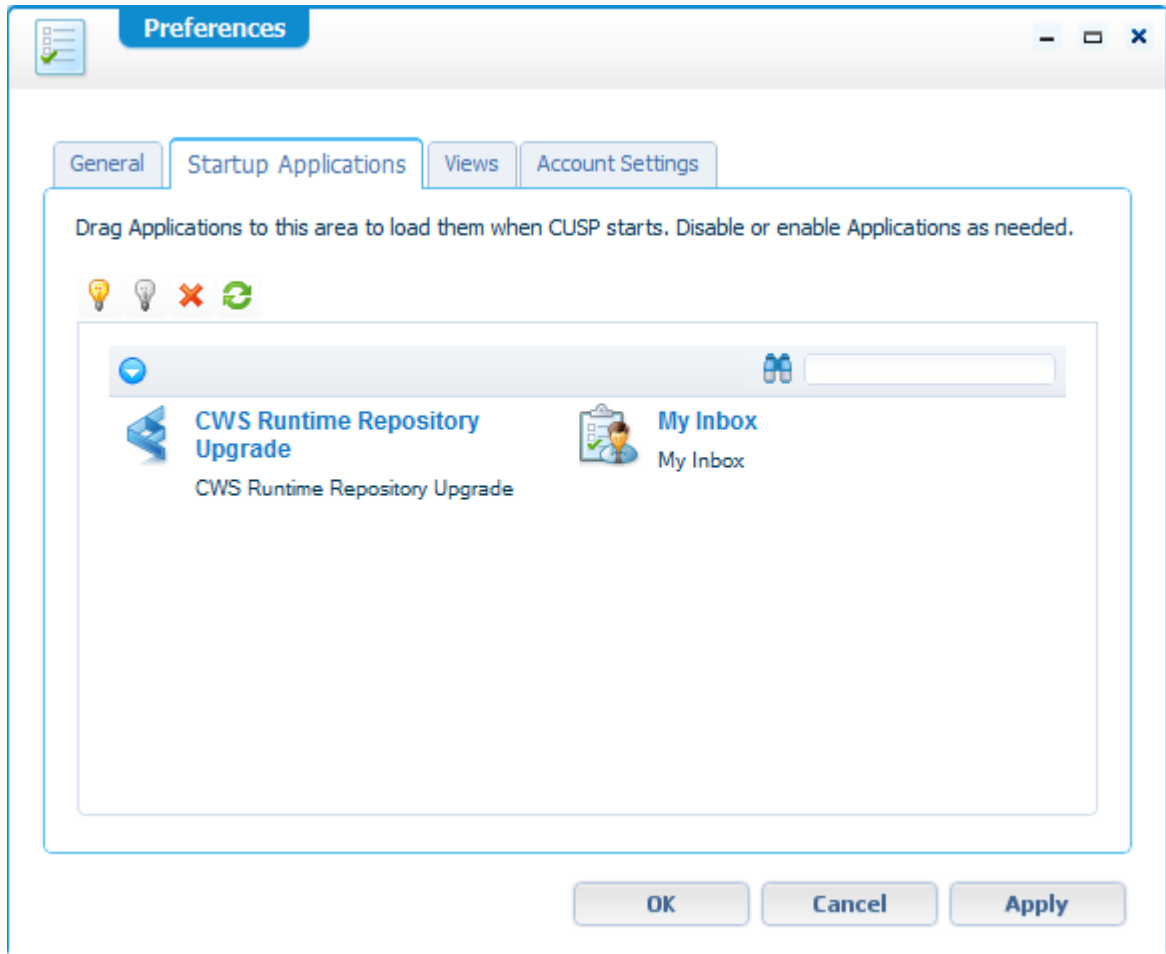 Preferences
General
Startup Applications
Views
Account Settings
Drag Applications to this area to load them when CUSP starts. Disable or enable Applications as needed.
CWS Runtime Repository
Upgrade
CWS Runtime Repository Upgrade
My Inbox
My Inbox
OK
Cancel
Apply